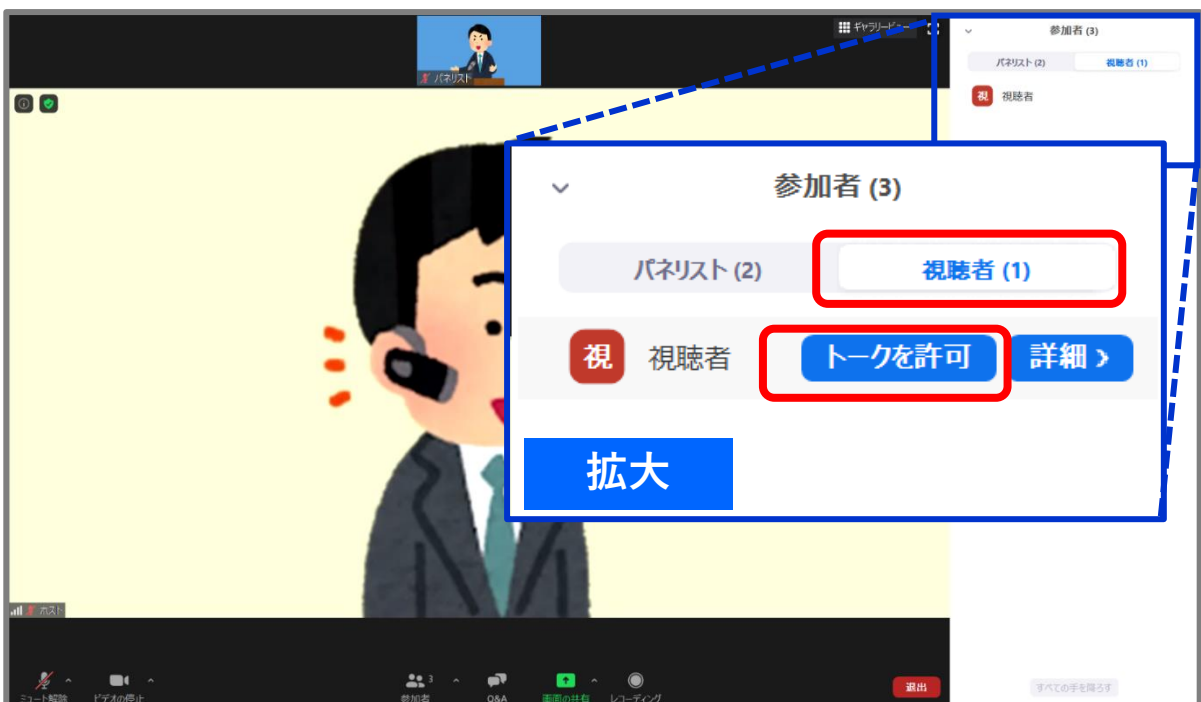 ギャラリービュー
参加者 (3)
パネリスト (2) 視聴者 (1)
視 視聴者
パネリスト
参加者 (3)
パネリスト (2) 視聴者 (1)
視 視聴者 トークを許可 詳細 >
拡大
ホスト
ミュート解除 ビデオの停止 参加者 3 Q&A 画面の共有 レコーディング 退出
すべての手を降ろす